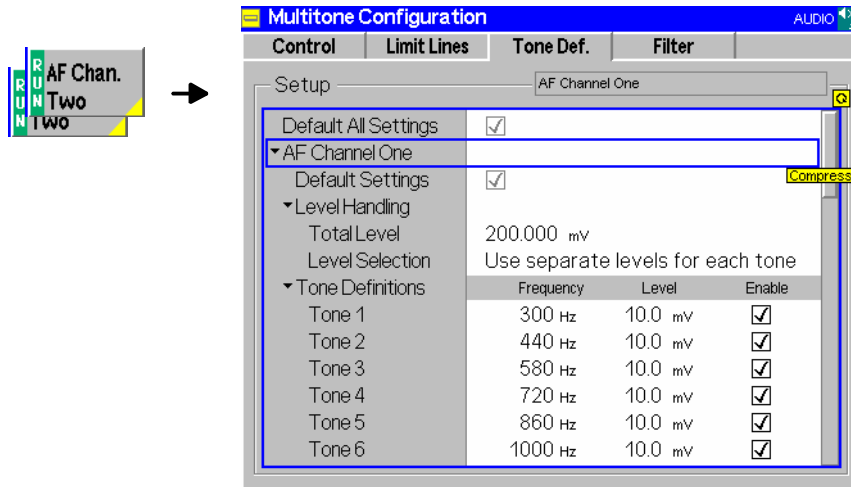 RUN
RUN
AF Chan.
Two
Two
Multitone Configuration
AUDIO
Control Limit Lines Tone Def. Filter
Setup AF Channel One
Default All Settings
AF Channel One
Compress
Default Settings
Level Handling
Total Level 200.000 mV
Level Selection Use separate levels for each tone
Tone Definitions Frequency Level Enable
Tone 1 300 Hz 10.0 mV
Tone 2 440 Hz 10.0 mV
Tone 3 580 Hz 10.0 mV
Tone 4 720 Hz 10.0 mV
Tone 5 860 Hz 10.0 mV
Tone 6 1000 Hz 10.0 mV